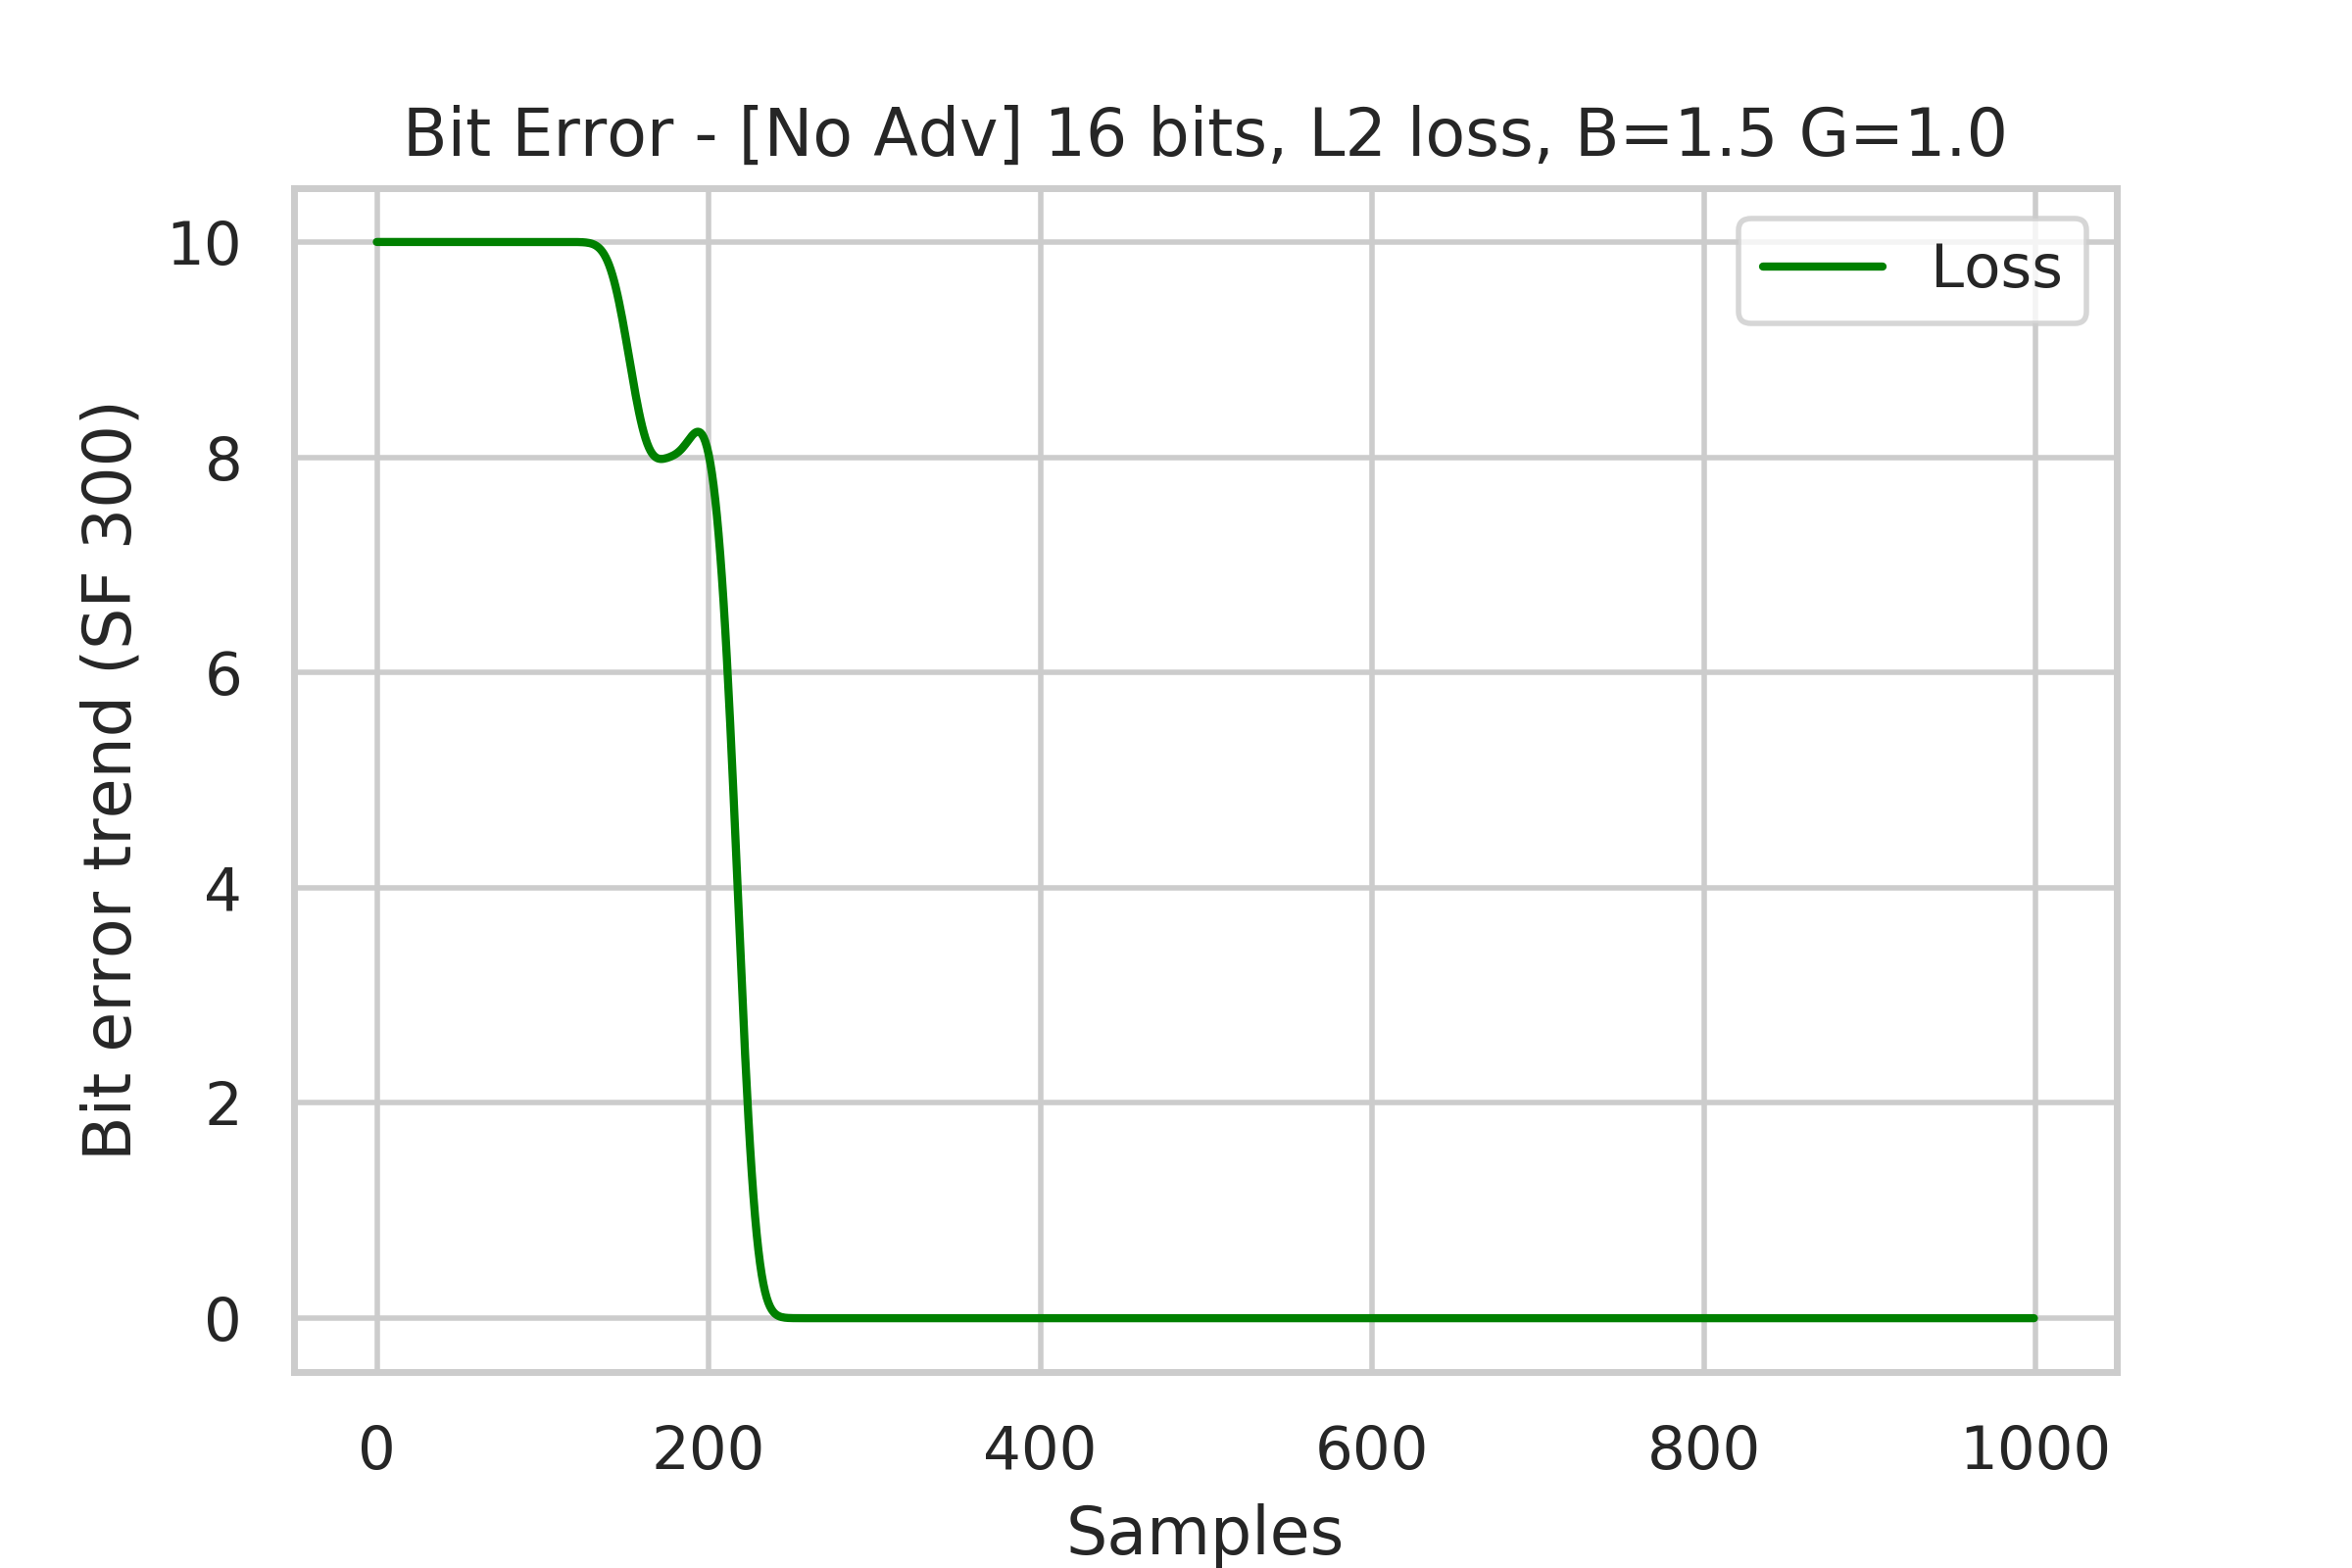 Bit Error - [No Adv] 16 bits, L2 loss, B=1.5 G=1.0
Loss
Bit error trend (SF 300)
10
8
6
4
2
0
0 200 400 600 800 1000
Samples